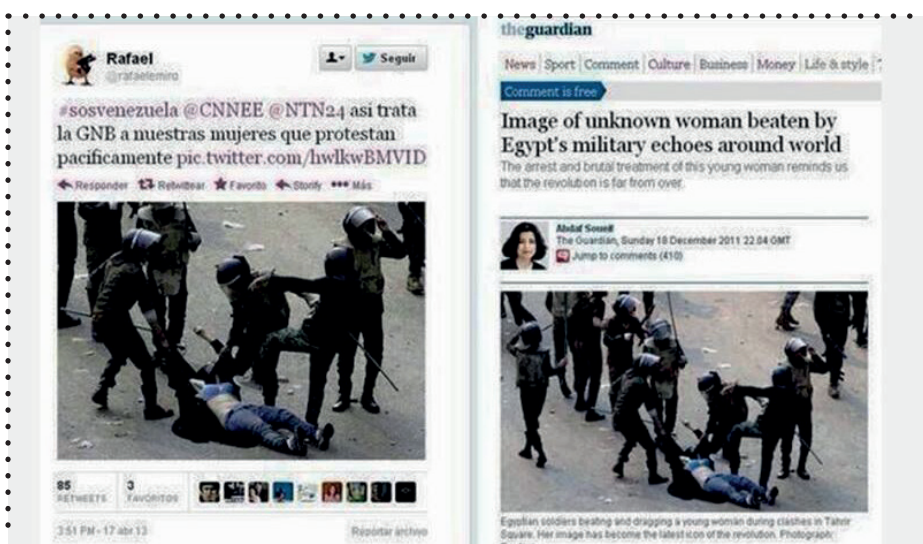 Rafael
@rafaelemiro
Seguir
#sosvenezuela @CNNEE @NTN24 asi trata
la GNB a nuestras mujeres que protestan
pacificamente pic.twitter.com/hwlkwBMVID
Responder Retwittear Favorito Storify Más
85
RETWEETS
3
FAVORITOS
3:51 PM - 17 abr 13
Reportar archivo
theguardian
News Sport Comment Culture Business Money Life & style
Comment is free
Image of unknown woman beaten by
Egypt's military echoes around world
The arrest and brutal treatment of this young woman reminds us
that the revolution is far from over
Ahdaf Soueif
The Guardian, Sunday 18 December 2011 22.04 GMT
Jump to comments (410)
Egyptian soldiers beating and dragging a young woman during clashes in Tahrir
Square. Her image has become the latest icon of the revolution. Photograph: